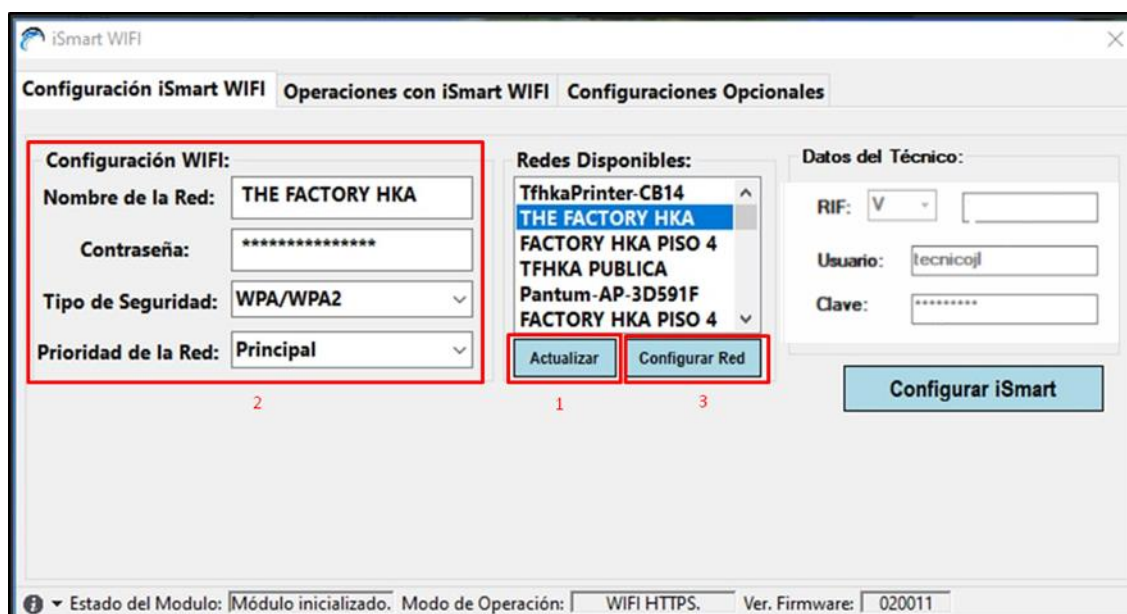 iSmart WIFI
Configuración iSmart WIFI Operaciones con iSmart WIFI Configuraciones Opcionales
Configuración WIFI:
Nombre de la Red: THE FACTORY HKA
Contraseña: ***************
Tipo de Seguridad: WPA/WPA2
Prioridad de la Red: Principal
2
Redes Disponibles:
TfhkaPrinter-CB14
THE FACTORY HKA
FACTORY HKA PISO 4
TFHKA PUBLICA
Pantum-AP-3D591F
FACTORY HKA PISO 4
Actualizar Configurar Red
1 3
Datos del Técnico:
RIF: V
Usuario: tecnicojl
Clave: *********
Configurar iSmart
Estado del Modulo: Módulo inicializado. Modo de Operación: WIFI HTTPS. Ver. Firmware: 020011